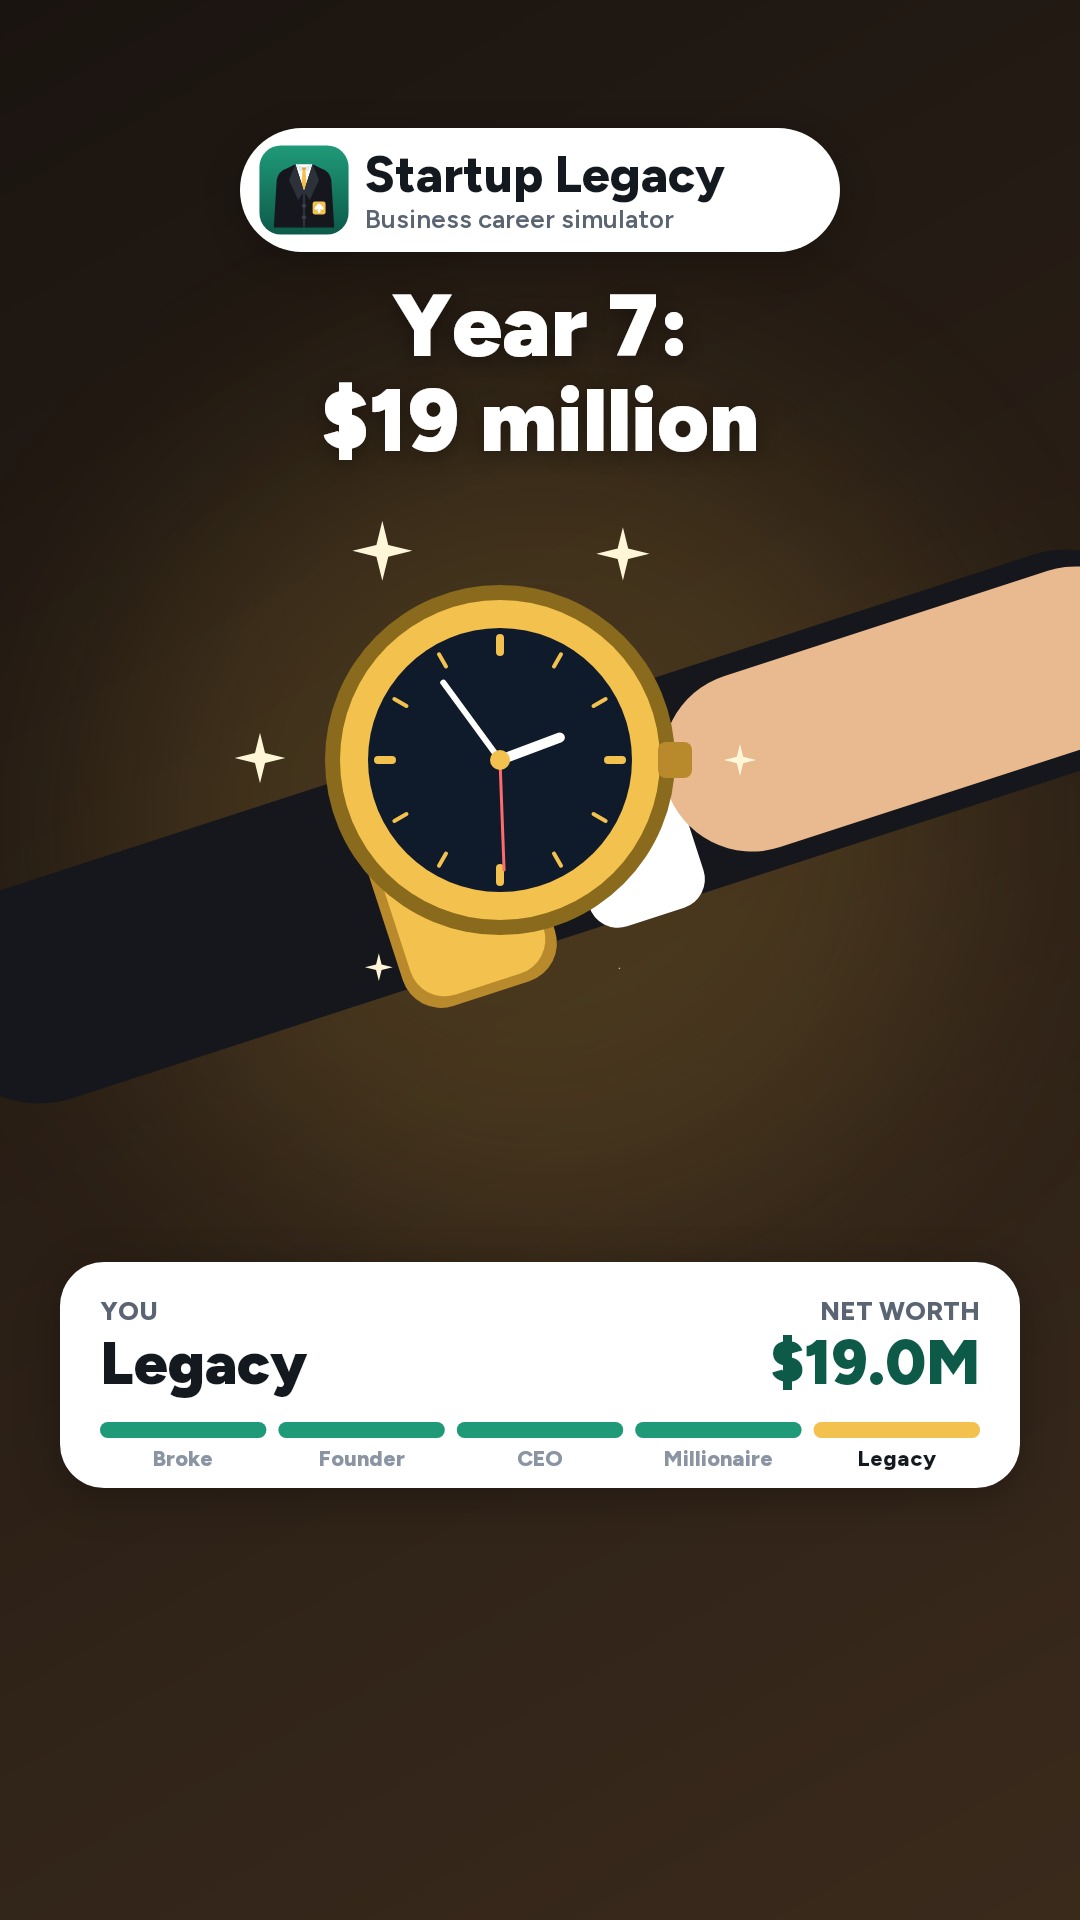 Startup Legacy
Business career simulator
Year 7:
$19 million
YOU
NET WORTH
Legacy
$19.0M
Broke
Founder
CEO
Millionaire
Legacy